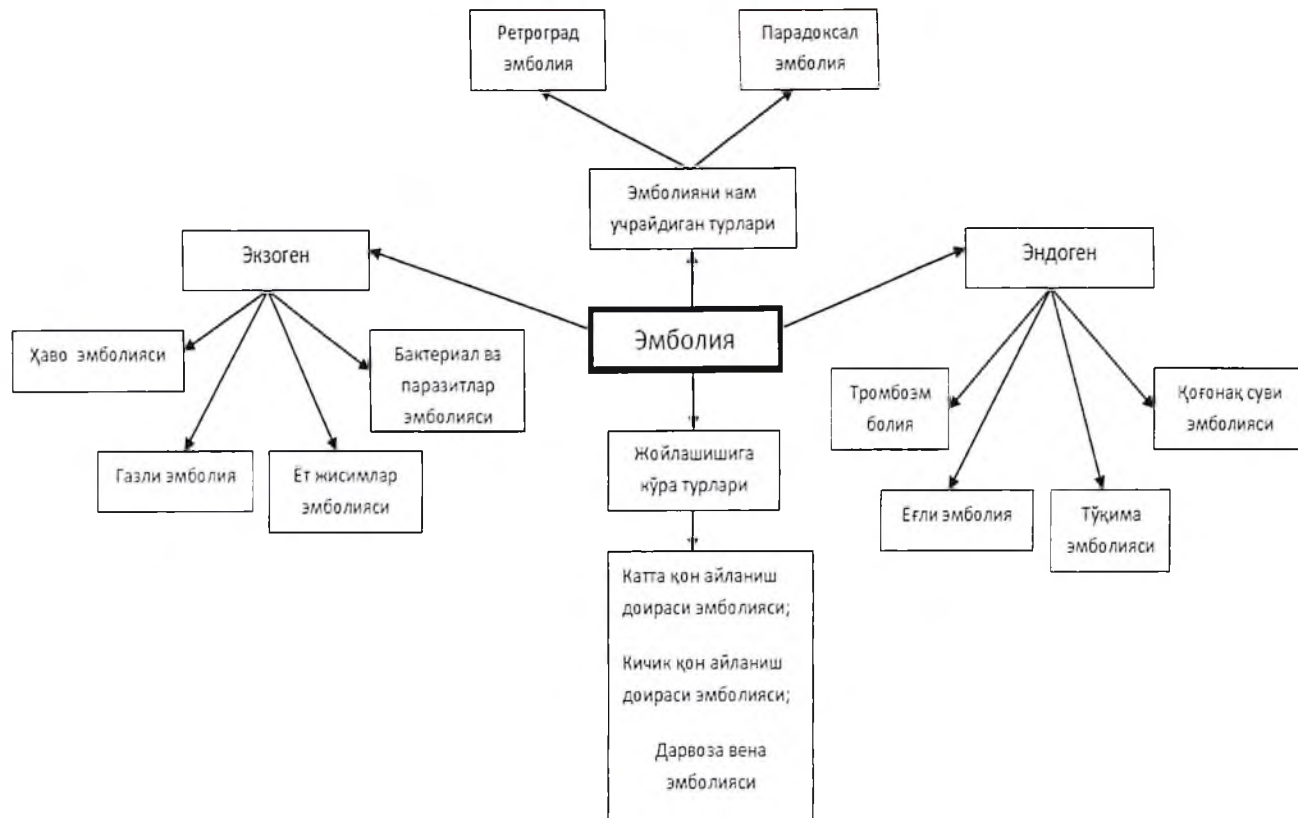 Ретроград
эмболия
Парадоксал
эмболия
Эмболияни кам
учрайдиган турлари
Экзоген
Эндоген
Эмболия
Ҳаво эмболияси
Бактериал ва
паразитлар
эмболияси
Газли эмболия
Ёт жисимлар
эмболияси
Жойлашишига
кўра турлари
Тромбоэм
болия
Қоғонақ суви
эмболияси
Ёғли эмболия
Тўқима
эмболияси
Катта қон айланиш
доираси эмболияси;
Кичик қон айланиш
доираси эмболияси;
Дарвоза вена
эмболияси